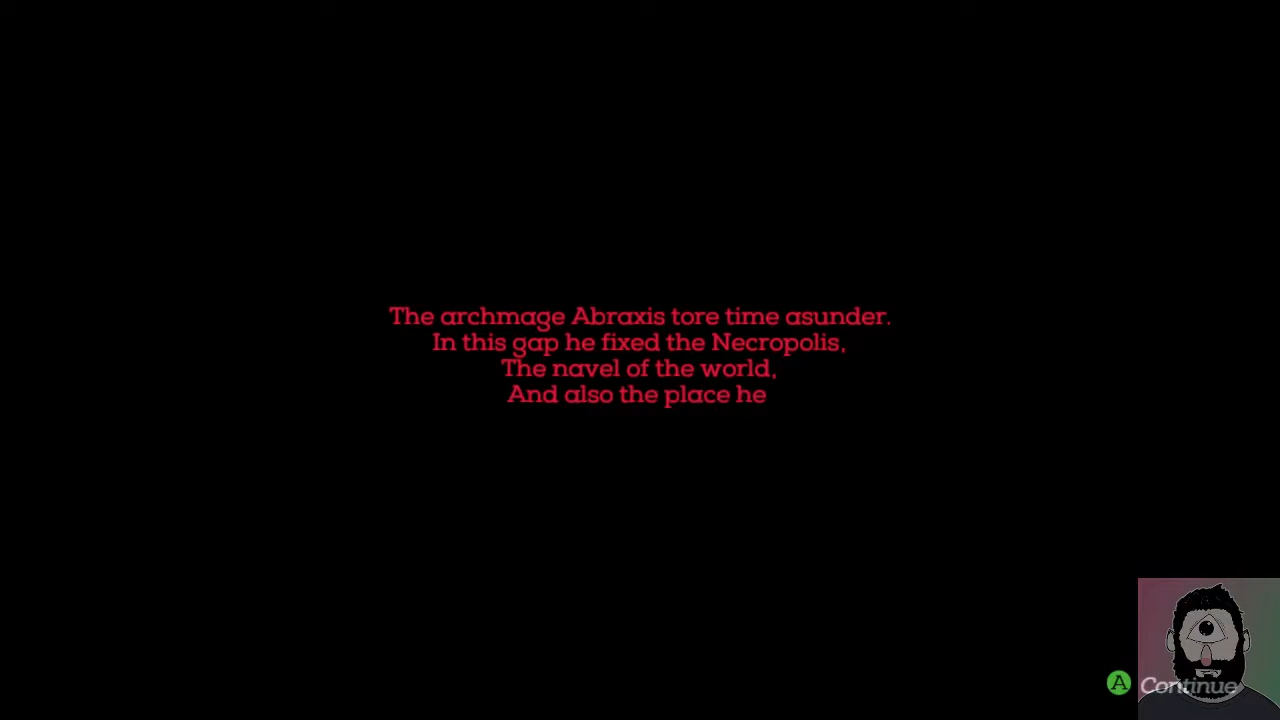 The archmage Abraxis tore time asunder.
In this gap he fixed the Necropolis,
The navel of the world,
And also the place he
A Continue